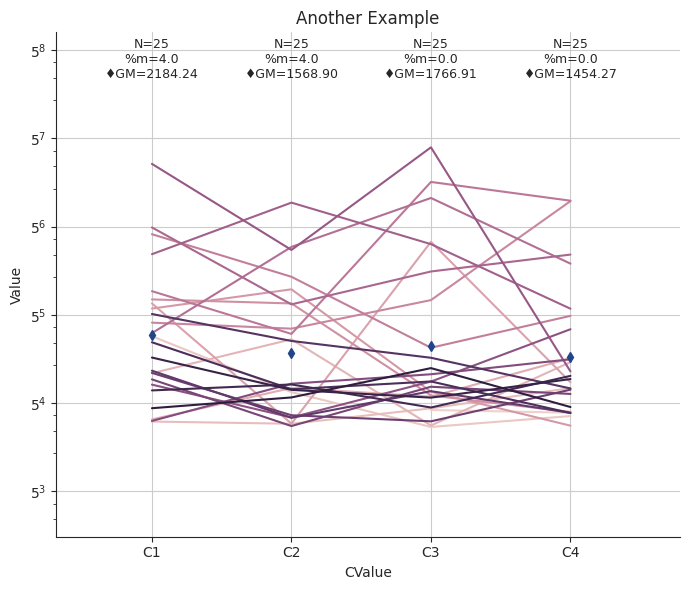 Another Example
N=25 N=25 N=25 N=25
%m=4.0 %m=4.0 %m=0.0 %m=0.0
♦GM=2184.24 ♦GM=1568.90 ♦GM=1766.91 ♦GM=1454.27
5⁸
5⁷
5⁶
5⁵
5⁴
5³
Value
C1 C2 C3 C4
CValue